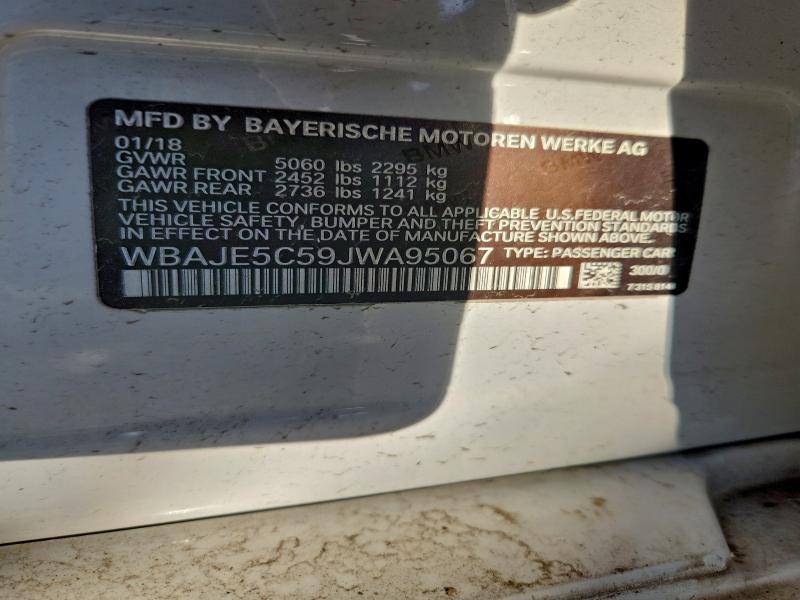 MFD BY BAYERISCHE MOTOREN WERKE AG
01/18
GVWR 5060 lbs 2295 kg
GAWR FRONT 2452 lbs 1112 kg
GAWR REAR 2736 lbs 1241 kg
THIS VEHICLE CONFORMS TO ALL APPLICABLE U.S.FEDERAL MOTOR
VEHICLE SAFETY, BUMPER AND THEFT PREVENTION STANDARDS
IN EFFECT ON THE DATE OF MANUFACTURE SHOWN ABOVE.
WBAJE5C59JWA95067 TYPE: PASSENGER CAR
300/0